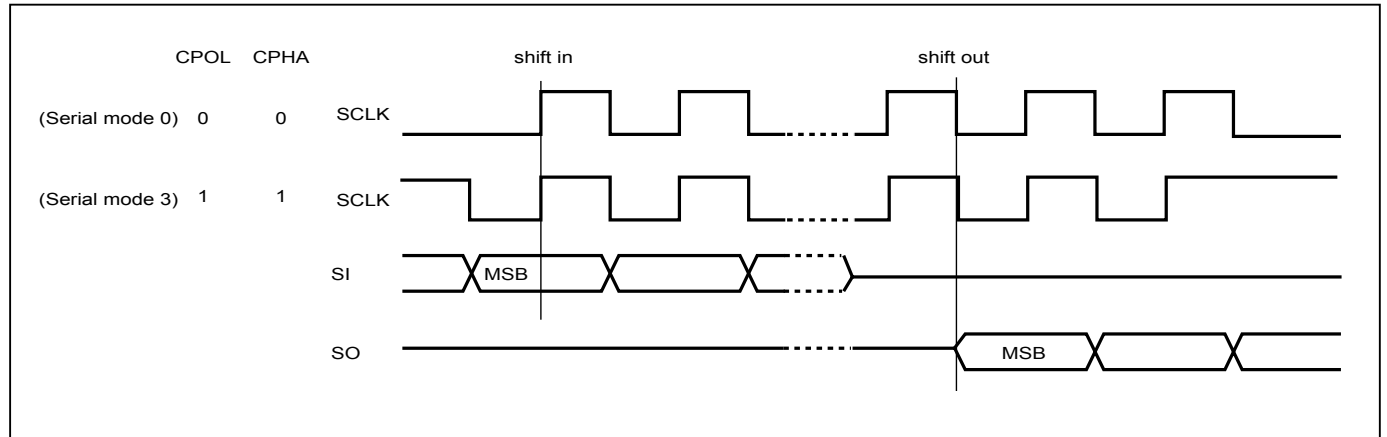 CPOL CPHA shift in shift out
(Serial mode 0) 0 0 SCLK
(Serial mode 3) 1 1 SCLK
SI MSB
SO MSB